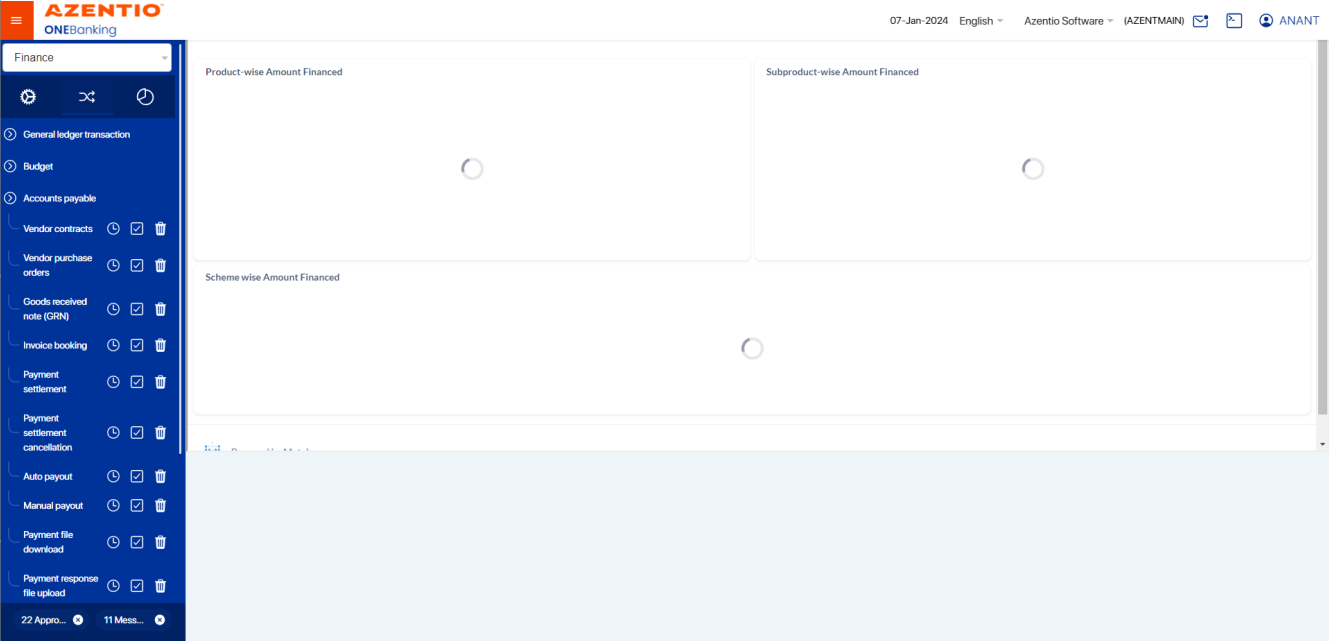 AZENTIO
ONEBanking
07-Jan-2024 English Azentio Software (AZENTMAIN) ANANT
Finance
General ledger transaction
Budget
Accounts payable
Vendor contracts
Vendor purchase
orders
Goods received
note (GRN)
Invoice booking
Payment
settlement
Payment
settlement
cancellation
Auto payout
Manual payout
Payment file
download
Payment response
file upload
22 Appro... 11 Mess...
Product-wise Amount Financed
Subproduct-wise Amount Financed
Scheme wise Amount Financed